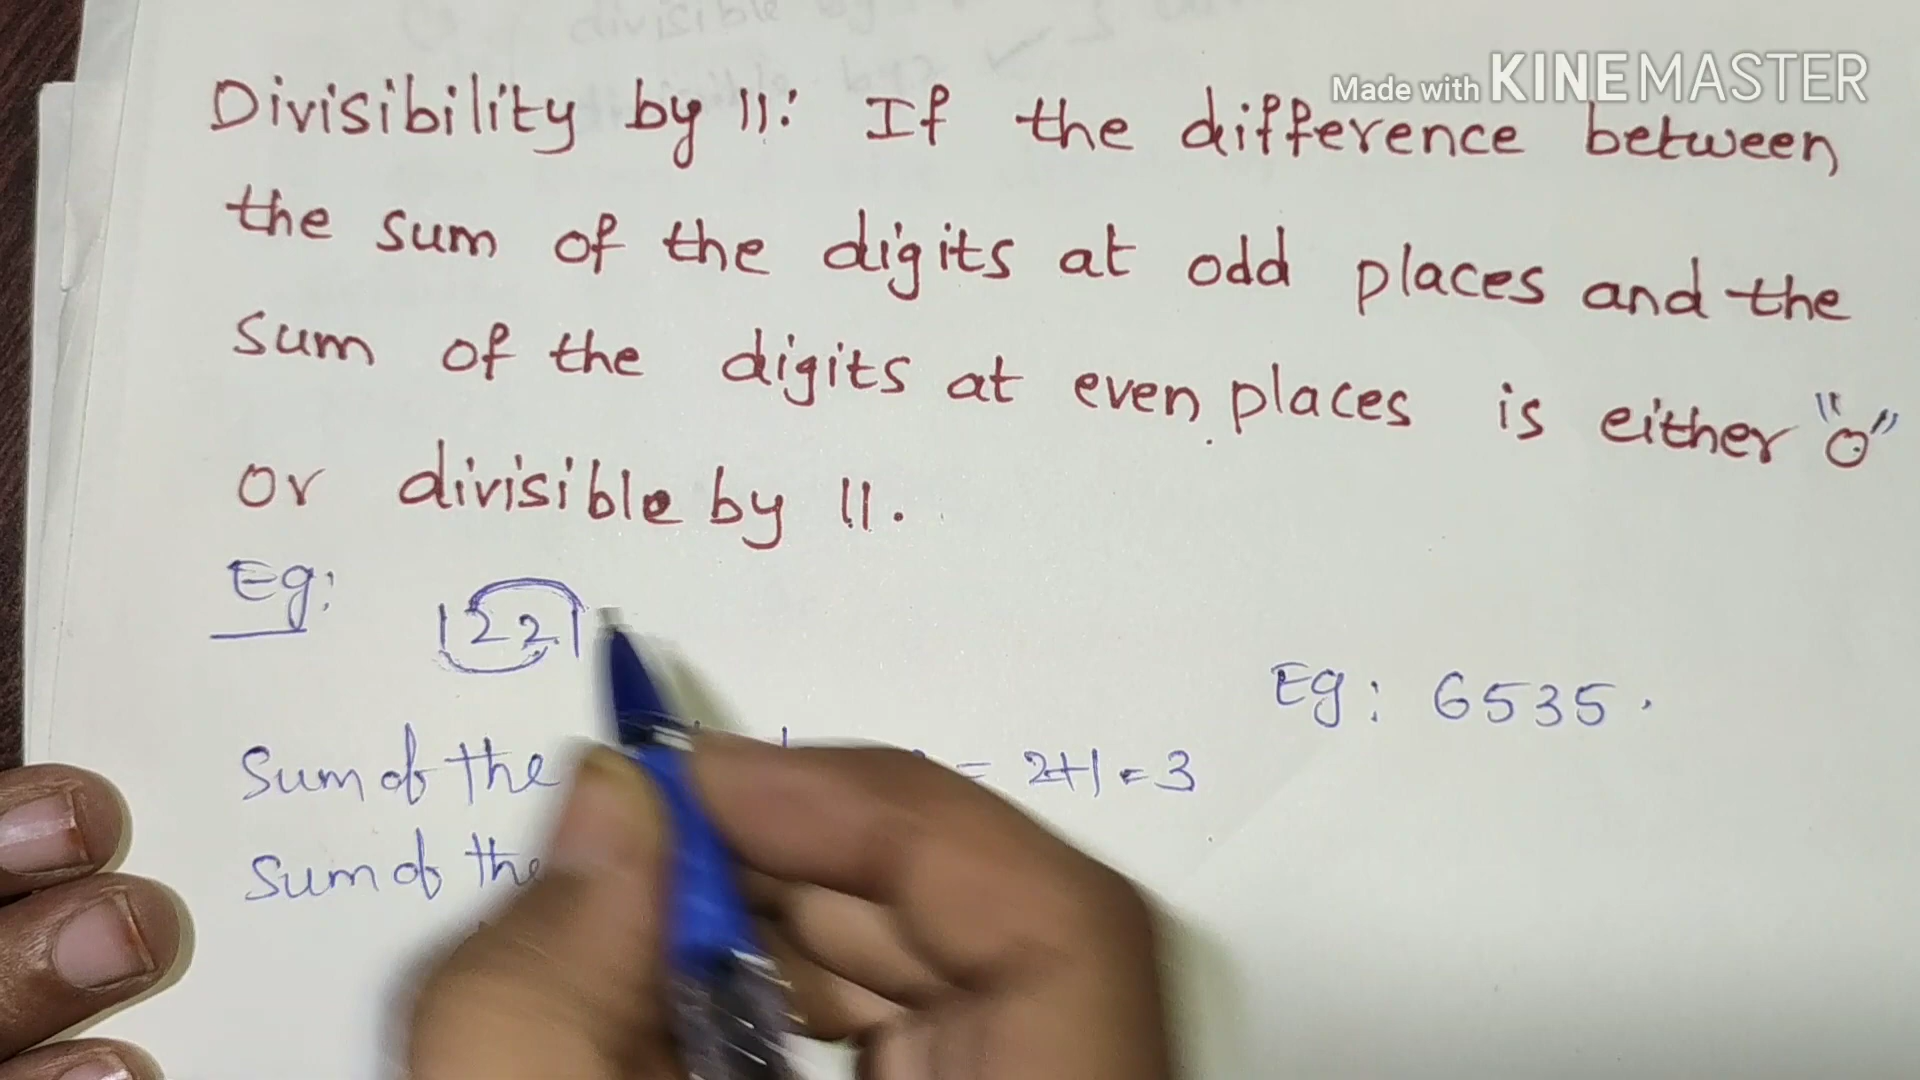 Made with KINEMASTER
Divisibility by 11: If the difference between
the sum of the digits at odd places and the
sum of the digits at even places is either "0"
or divisible by 11.
Eg:
1221
Eg: 6535.
Sum of the = 2+1 = 3
Sum of the